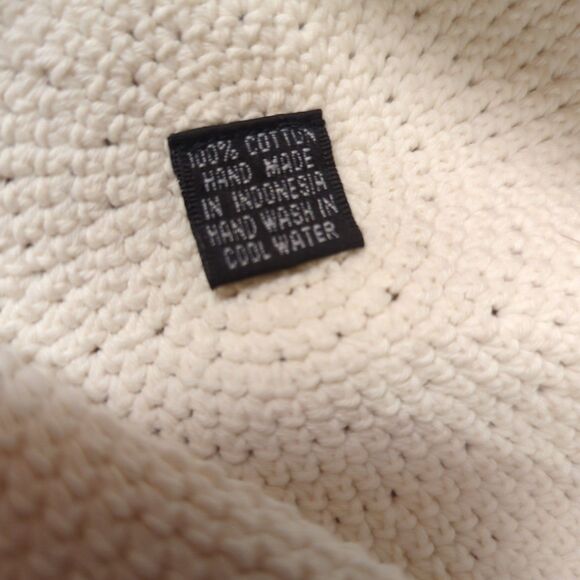 100% COTTON
HAND MADE
IN INDONESIA
HAND WASH IN
COOL WATER